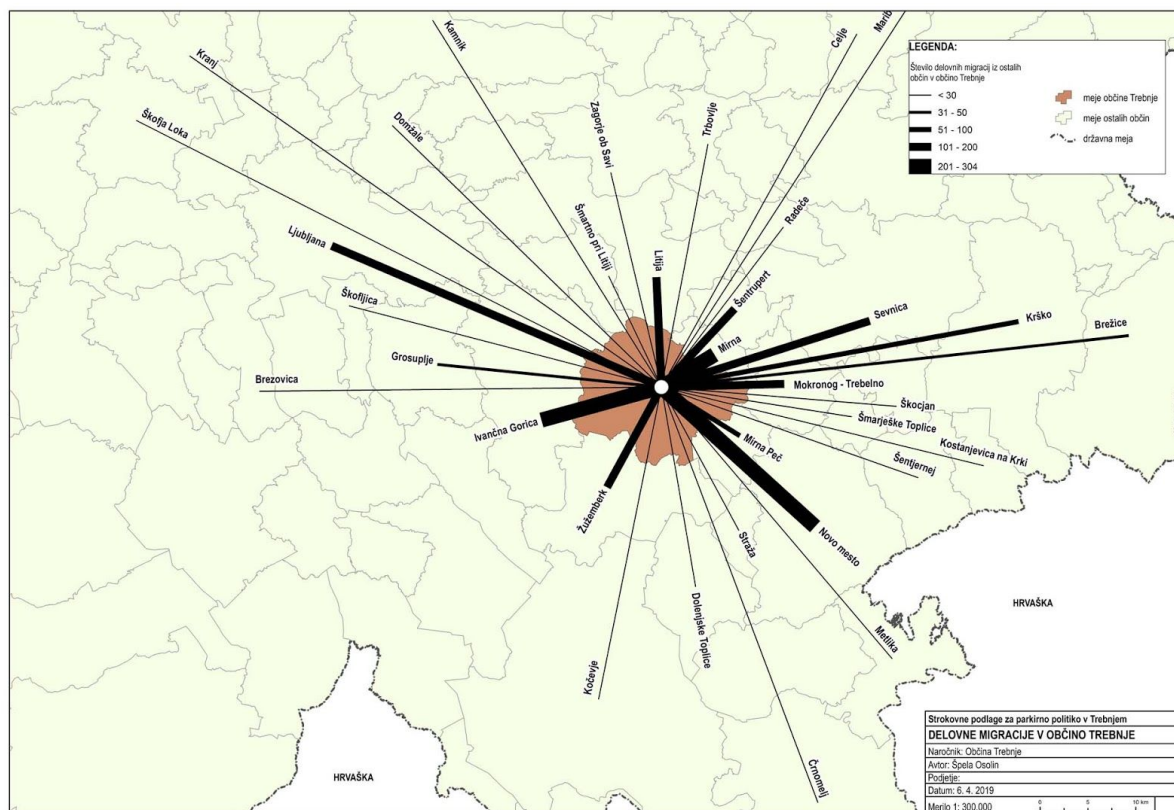 Kamnik
Celje
Marib
Kranj
Škofja Loka
Domžale
Zagorje ob Savi
Trbovlje
Šmartno pri Litiji
Radeče
Ljubljana
Litija
Šentrupert
Škofljica
Sevnica
Krško
Brežice
Mirna
Grosuplje
Brezovica
Mokronog - Trebelno
Škocjan
Ivančna Gorica
Šmarješke Toplice
Mirna Peč
Kostanjevica na Krki
Šentjernej
Žužemberk
Straža
Novo mesto
Dolenjske Toplice
Metlika
Kočevje
Črnomelj
HRVAŠKA
HRVAŠKA
LEGENDA:
Število delovnih migracij iz ostalih
občin v občino Trebnje
< 30
31 - 50
51 - 100
101 - 200
201 - 304
meje občine Trebnje
meje ostalih občin
državna meja
Strokovne podlage za parkirno politiko v Trebnjem
DELOVNE MIGRACIJE V OBČINO TREBNJE
Naročnik: Občina Trebnje
Avtor: Špela Osolin
Podjetje:
Datum: 6. 4. 2019
Merilo 1: 300.000
0 5 10 km